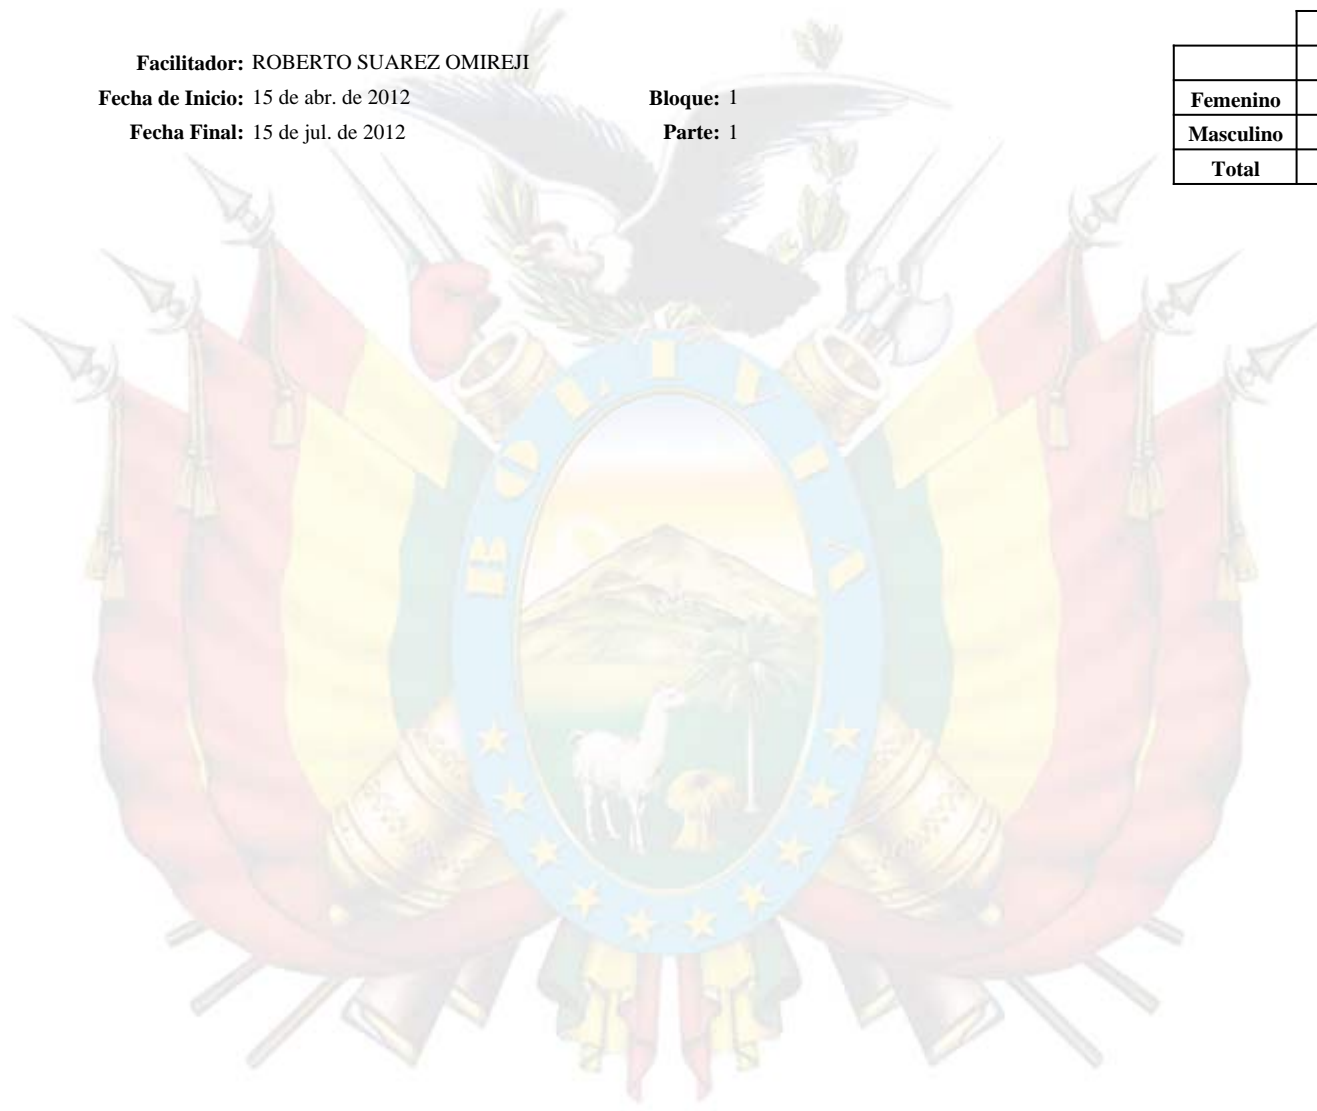 Facilitador: ROBERTO SUAREZ OMIREJI
Fecha de Inicio: 15 de abr. de 2012 Bloque: 1
Fecha Final: 15 de jul. de 2012 Parte: 1
Femenino
Masculino
Total
BOLIVIA